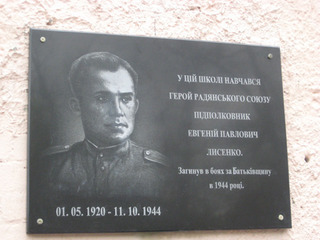 У ЦІЙ ШКОЛІ НАВЧАВСЯ
ГЕРОЙ РАДЯНСЬКОГО СОЮЗУ
ПІДПОЛКОВНИК
ЕВГЕНІЙ ПАВЛОВИЧ
ЛИСЕНКО.
Загинув в боях за Батьківщину
в 1944 році.
01. 05. 1920 - 11. 10. 1944